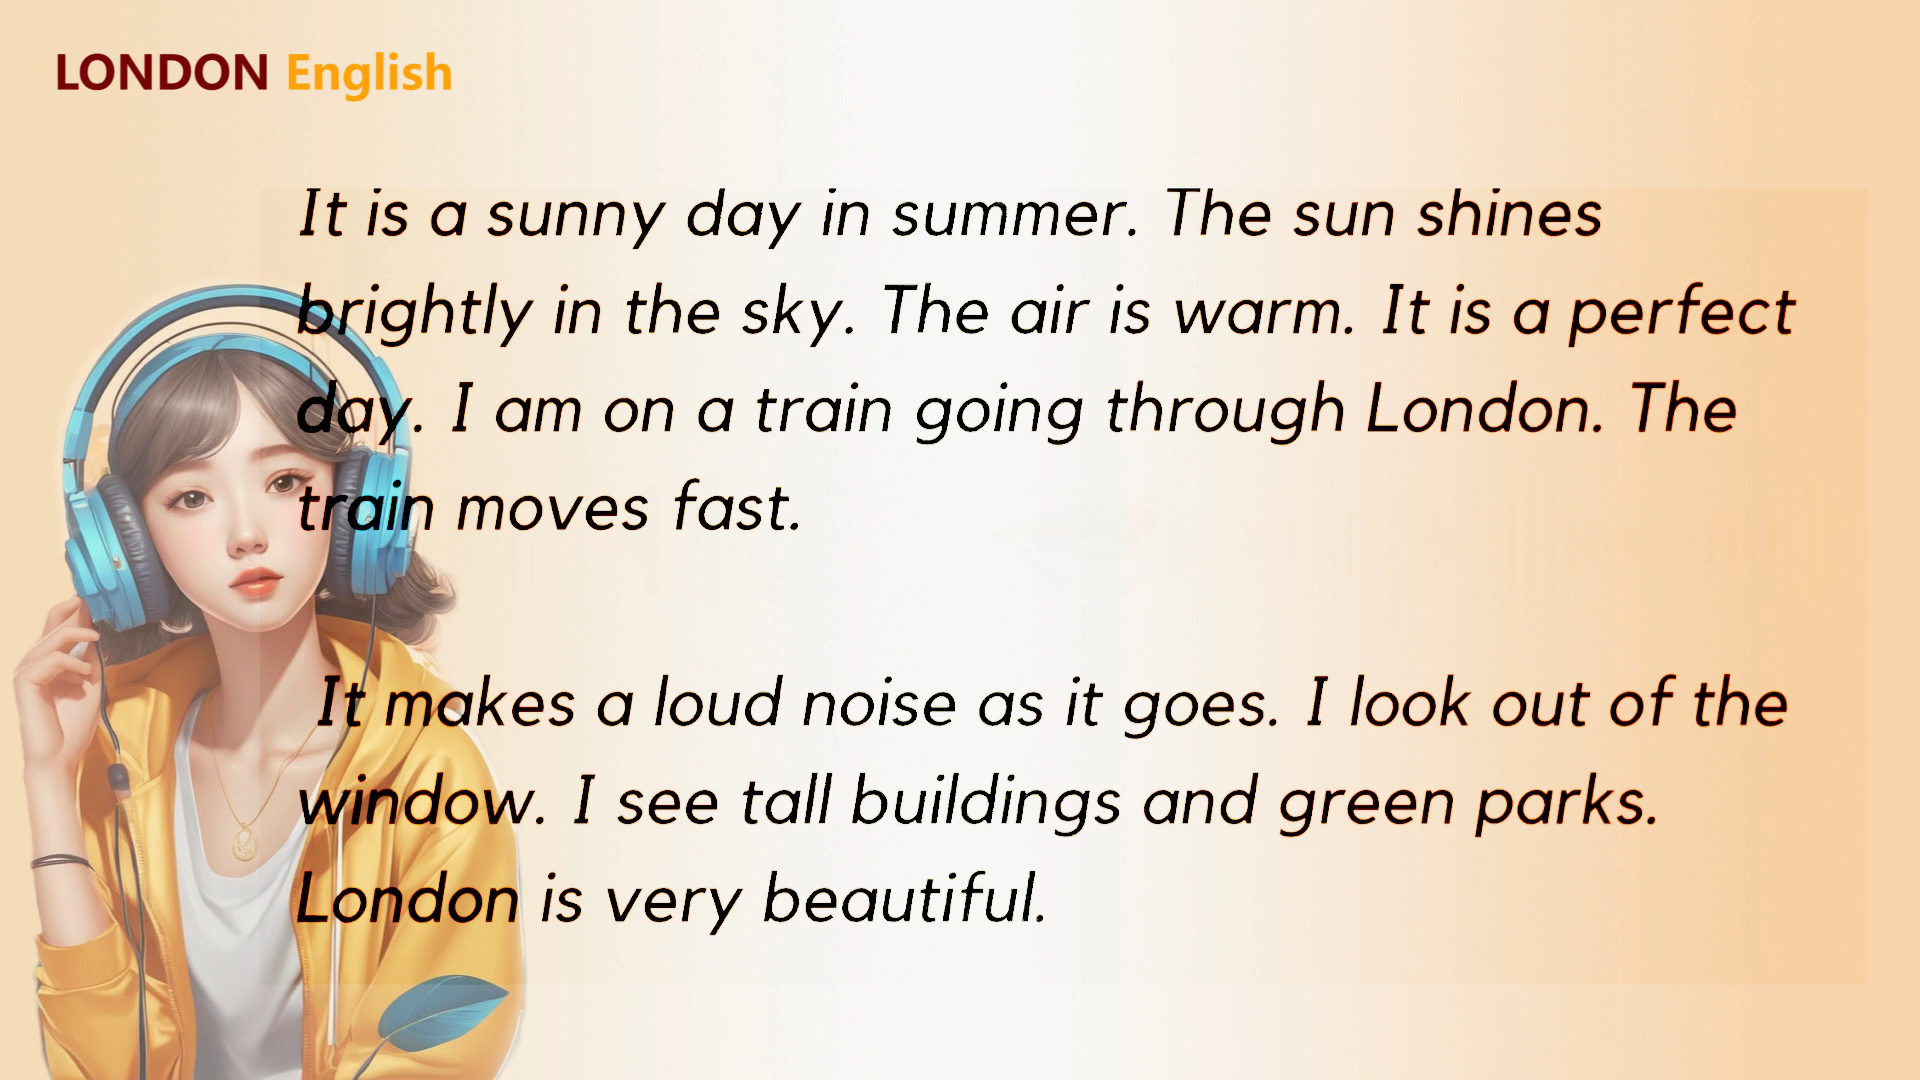 LONDON English
It is a sunny day in summer. The sun shines
brightly in the sky. The air is warm. It is a perfect
day. I am on a train going through London. The
train moves fast.
It makes a loud noise as it goes. I look out of the
window. I see tall buildings and green parks.
London is very beautiful.